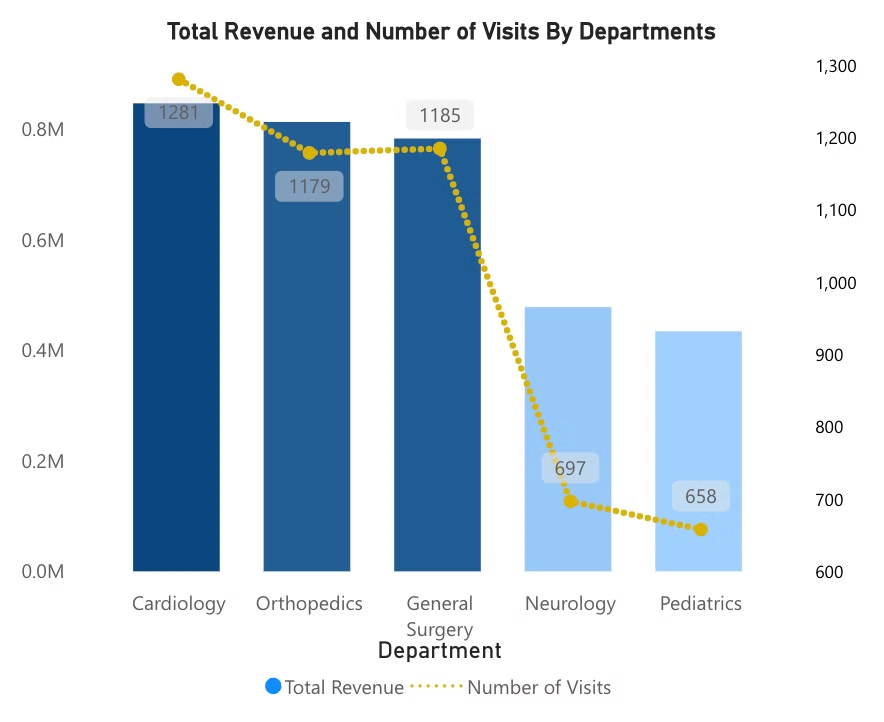 Total Revenue and Number of Visits By Departments
1,300
1281
1185
0.8M
1,200
1179
1,100
0.6M
1,000
0.4M
900
800
0.2M
697
658
700
0.0M
600
Cardiology
Orthopedics
General
Surgery
Neurology
Pediatrics
Department
Total Revenue
Number of Visits